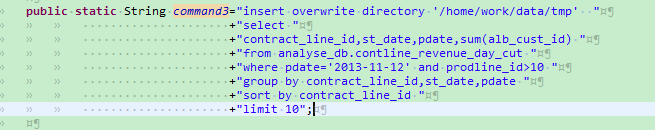 public static String command3="insert overwrite directory '/home/work/data/tmp'  "
+"select "
+"contract_line_id,st_date,pdate,sum(alb_cust_id) "
+"from analyse_db.contline_revenue_day_cut "
+"where pdate='2013-11-12' and prodline_id>10 "
+"group by contract_line_id,st_date,pdate "
+"sort by contract_line_id "
+"limit 10";